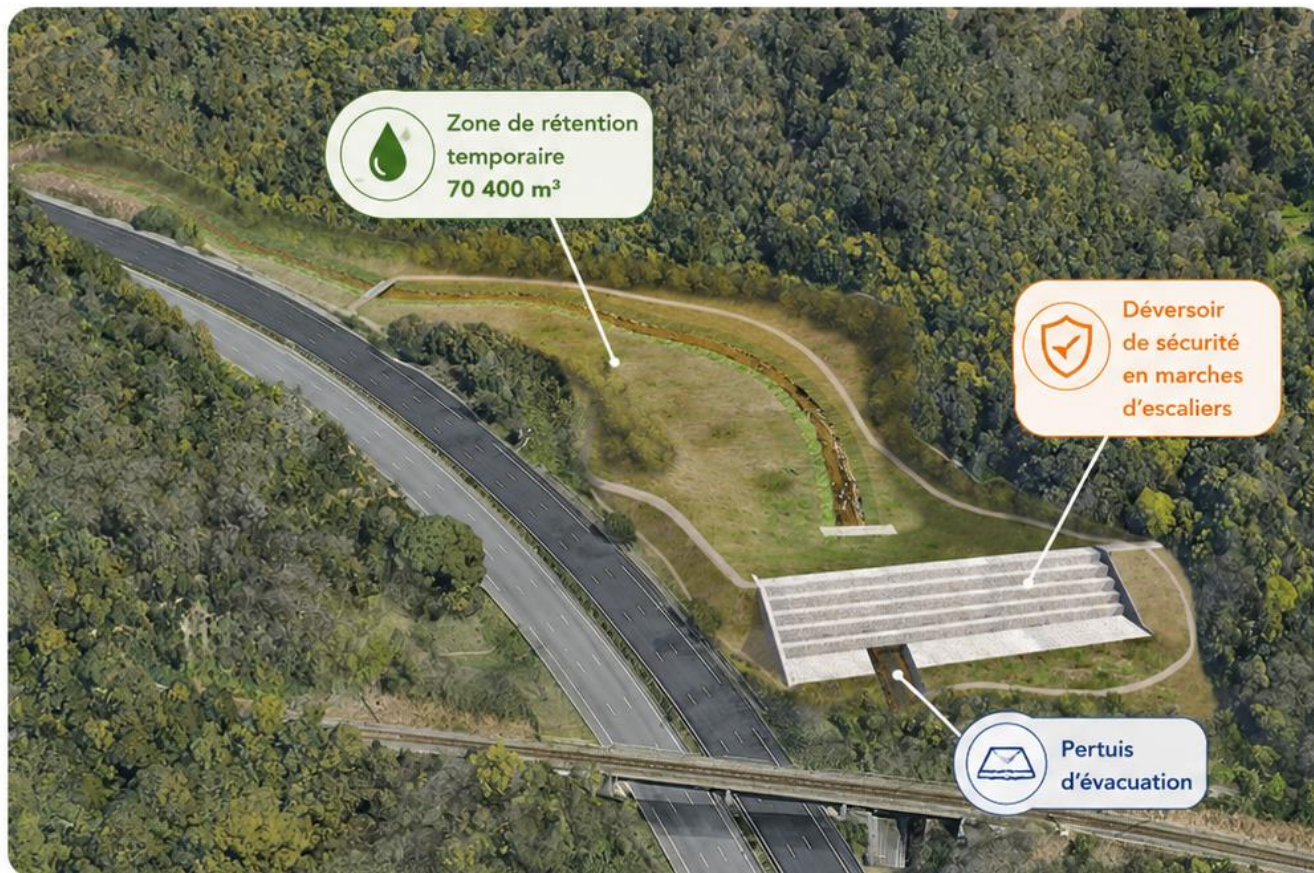 Zone de rétention
temporaire
70 400 m³
Déversoir
de sécurité
en marches
d'escaliers
Pertuis
d'évacuation